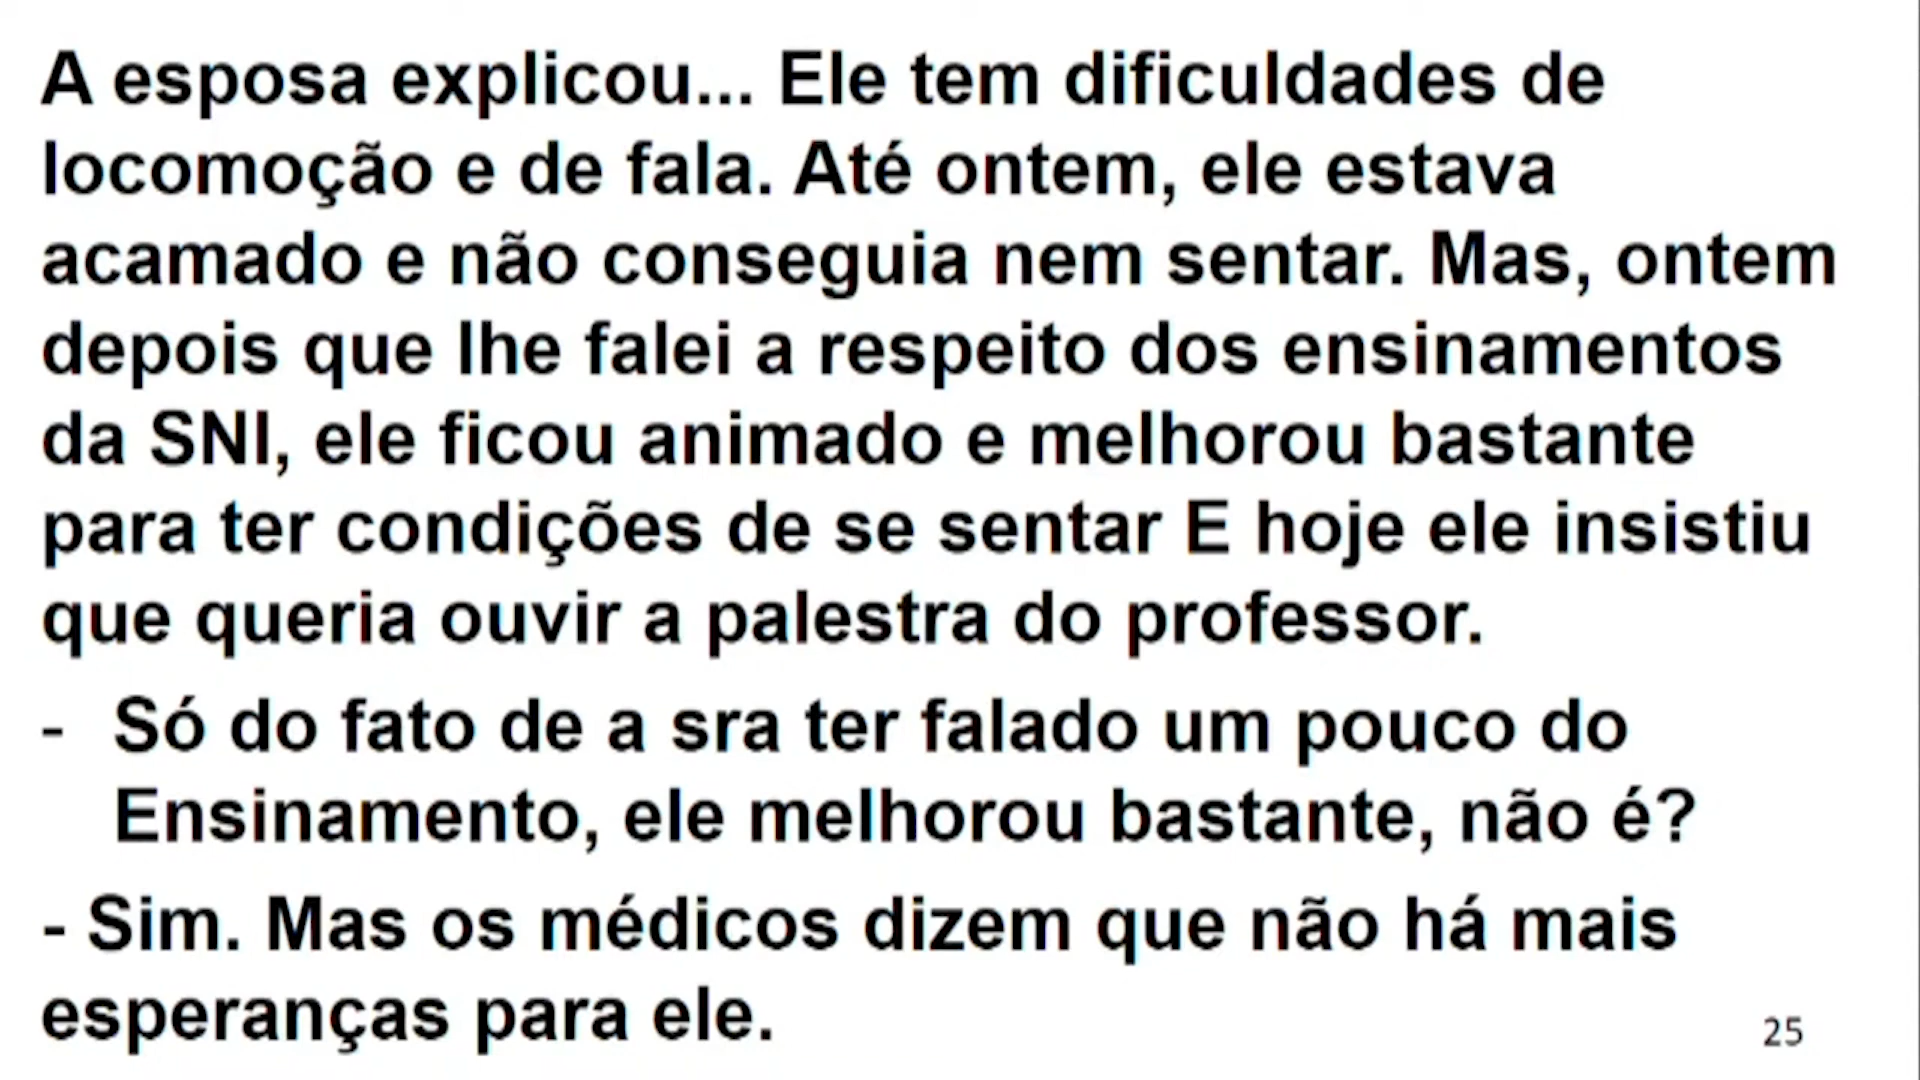 A esposa explicou... Ele tem dificuldades de
locomoção e de fala. Até ontem, ele estava
acamado e não conseguia nem sentar. Mas, ontem
depois que lhe falei a respeito dos ensinamentos
da SNI, ele ficou animado e melhorou bastante
para ter condições de se sentar E hoje ele insistiu
que queria ouvir a palestra do professor.
- Só do fato de a sra ter falado um pouco do
Ensinamento, ele melhorou bastante, não é?
- Sim. Mas os médicos dizem que não há mais
esperanças para ele.
25